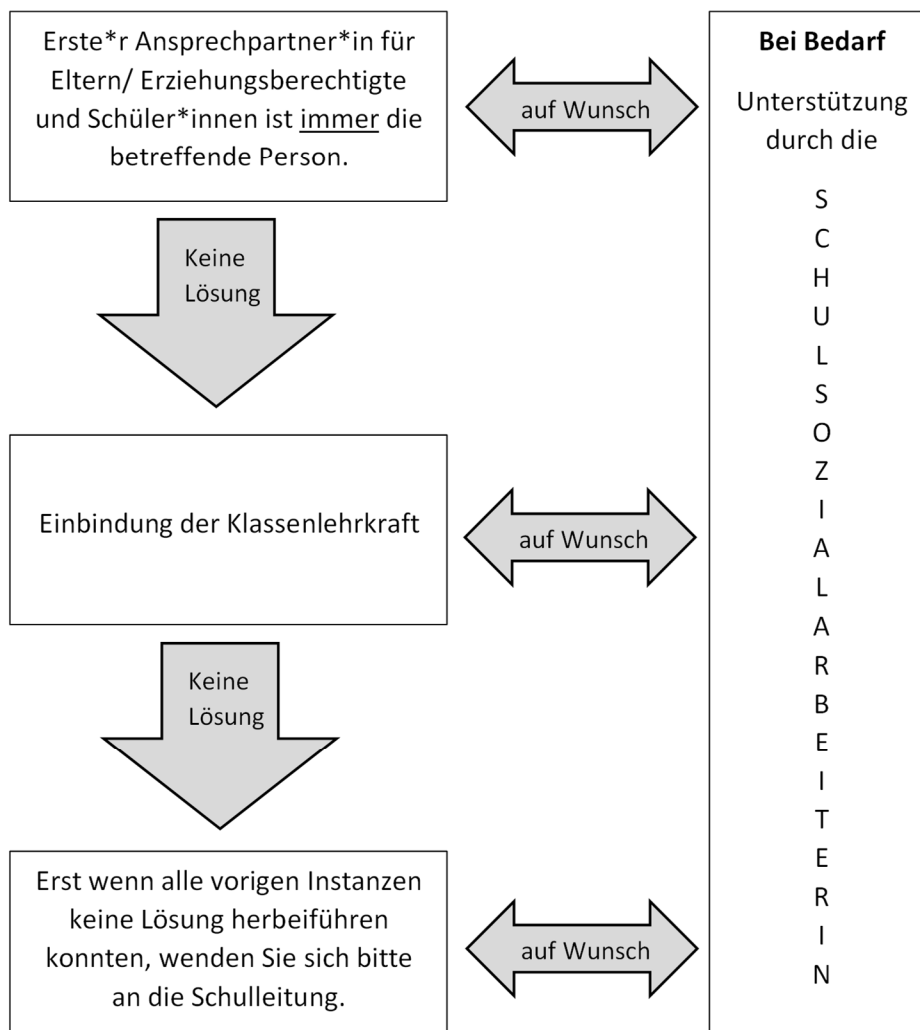 Erste*r Ansprechpartner*in für
Eltern/ Erziehungsberechtigte
und Schüler*innen ist immer die
betreffende Person.
auf Wunsch
Keine
Lösung
Einbindung der Klassenlehrkraft
auf Wunsch
Keine
Lösung
Erst wenn alle vorigen Instanzen
keine Lösung herbeiführen
konnten, wenden Sie sich bitte
an die Schulleitung.
auf Wunsch
Bei Bedarf
Unterstützung
durch die
S
C
H
U
L
S
O
Z
I
A
L
A
R
B
E
I
T
E
R
I
N